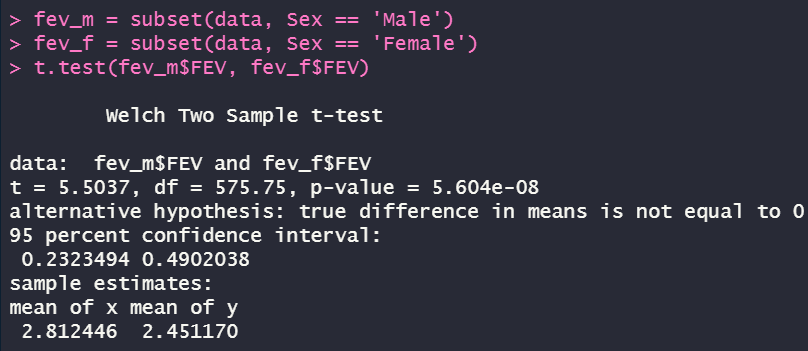 > fev_m = subset(data, Sex == 'Male')
> fev_f = subset(data, Sex == 'Female')
> t.test(fev_m$FEV, fev_f$FEV)
Welch Two Sample t-test
data:  fev_m$FEV and fev_f$FEV
t = 5.5037, df = 575.75, p-value = 5.604e-08
alternative hypothesis: true difference in means is not equal to 0
95 percent confidence interval:
 0.2323494 0.4902038
sample estimates:
mean of x mean of y
 2.812446  2.451170